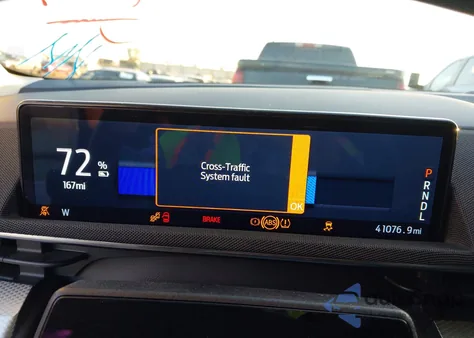 72 %
167mi
Cross-Traffic
System fault
OK
P
R
N
D
L
W
BRAKE
ABS
41076.9mi